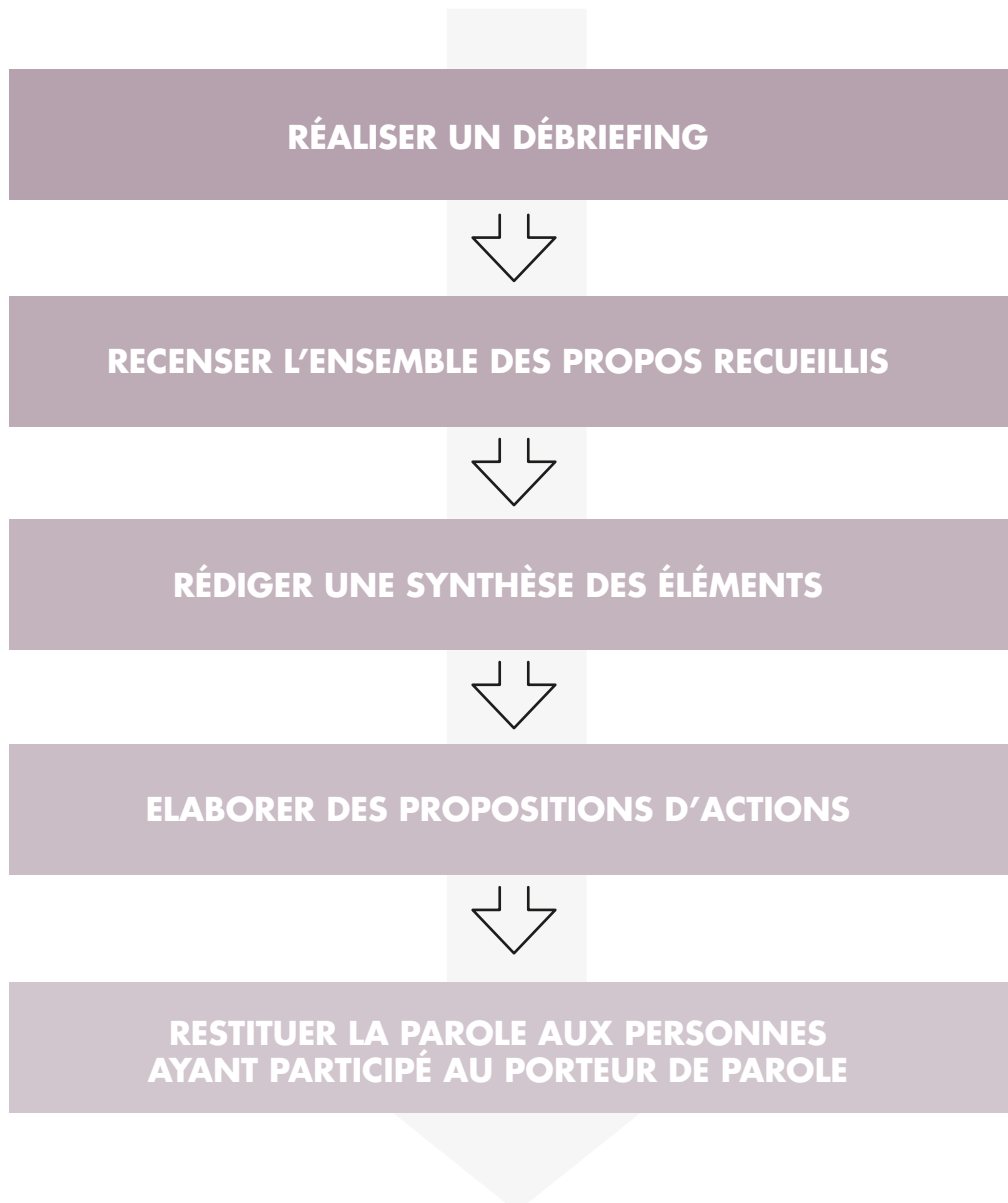 RÉALISER UN DÉBRIEFING
RECENSER L’ENSEMBLE DES PROPOS RECUEILLIS
RÉDIGER UNE SYNTHÈSE DES ÉLÉMENTS
ELABORER DES PROPOSITIONS D’ACTIONS
RESTITUER LA PAROLE AUX PERSONNES
AYANT PARTICIPÉ AU PORTEUR DE PAROLE